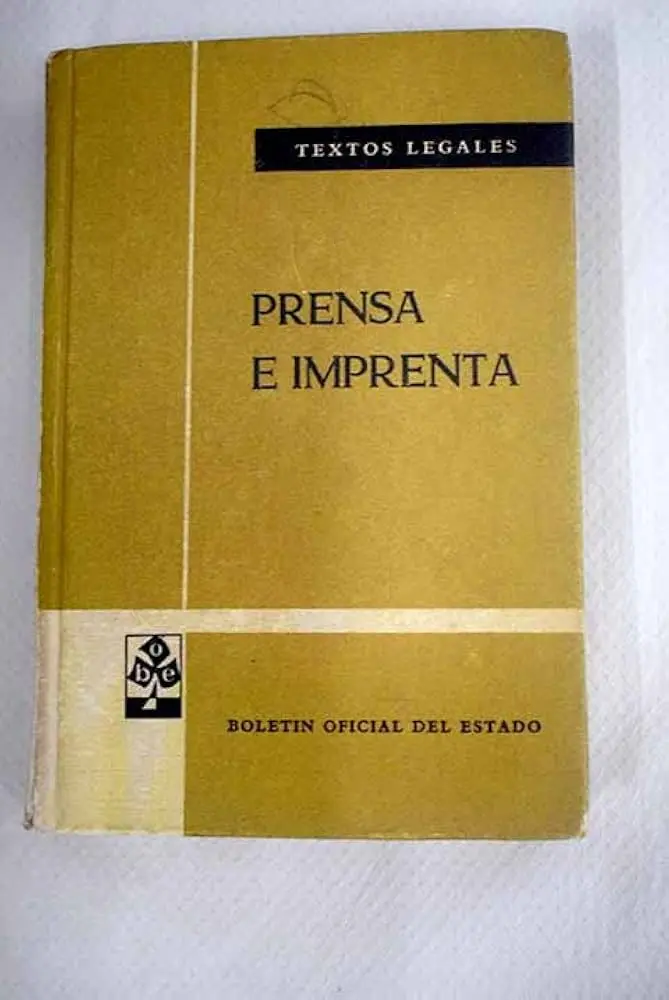 TEXTOS LEGALES
PRENSA
E IMPRENTA
o
b e
BOLETIN OFICIAL DEL ESTADO